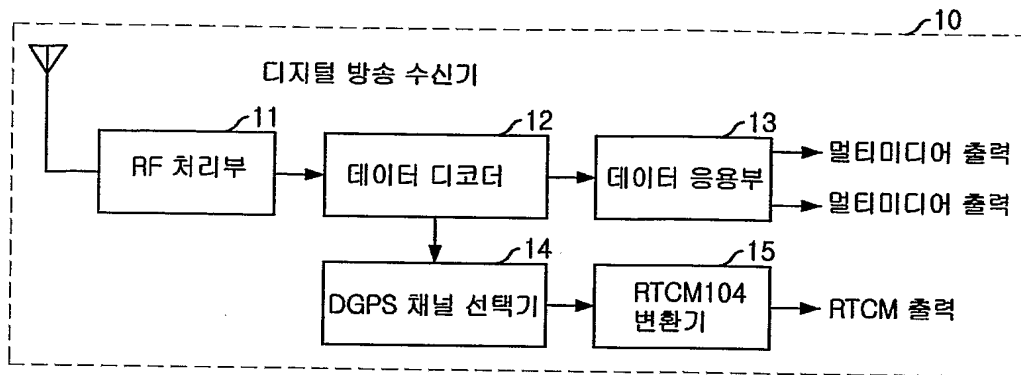 10
디지털 방송 수신기
11
12
13
RF 처리부
데이터 디코더
데이터 응용부
멀티미디어 출력
멀티미디어 출력
14
15
DGPS 채널 선택기
RTCM104
변환기
RTCM 출력